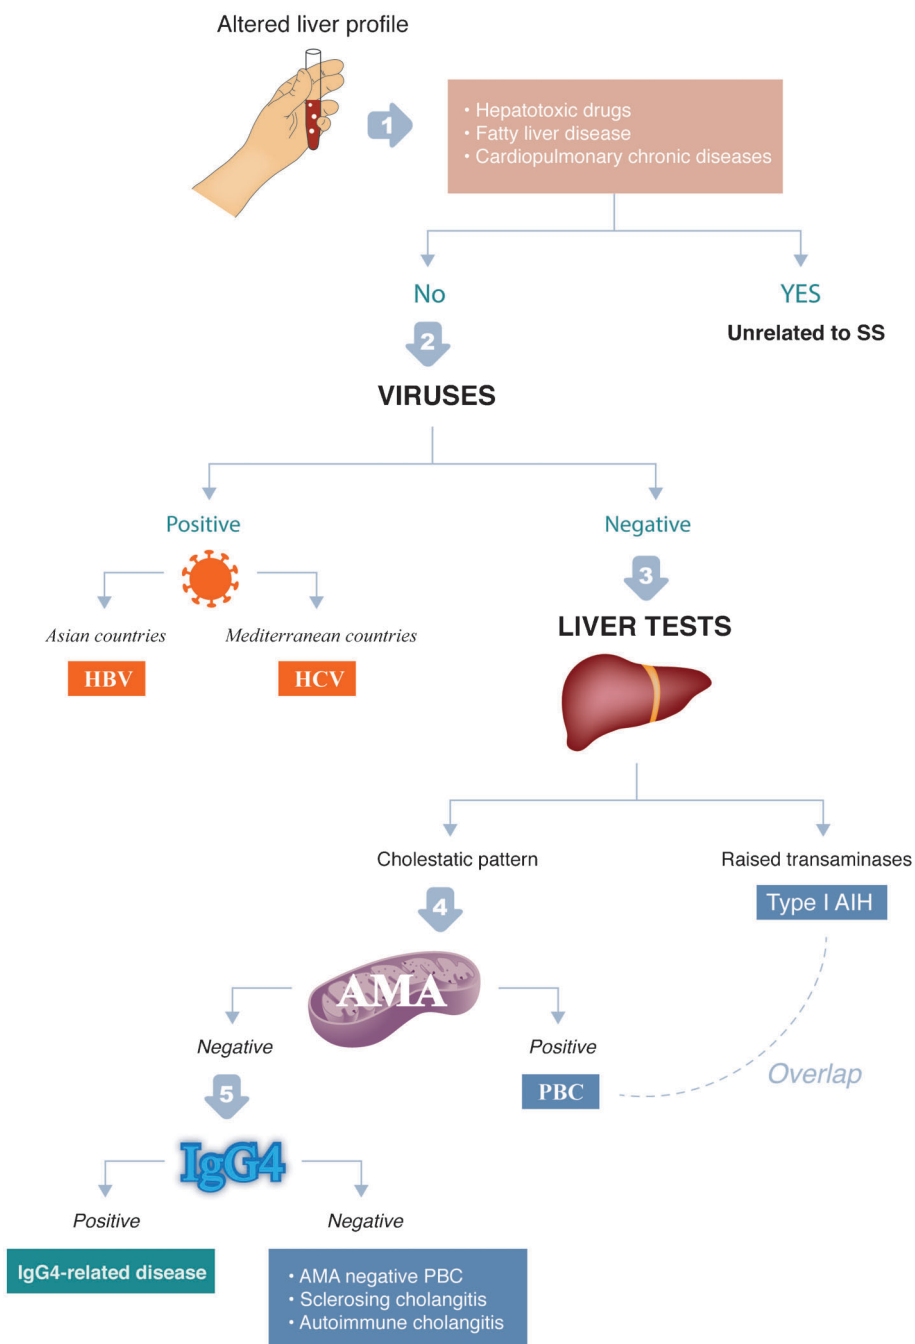 Altered liver profile
1
• Hepatotoxic drugs
• Fatty liver disease
• Cardiopulmonary chronic diseases
No
YES
Unrelated to SS
2
VIRUSES
Positive
Negative
3
Asian countries
Mediterranean countries
HBV
HCV
LIVER TESTS
Cholestatic pattern
Raised transaminases
Type I AIH
4
AMA
Negative
Positive
PBC
Overlap
5
IgG4
Positive
Negative
IgG4-related disease
• AMA negative PBC
• Sclerosing cholangitis
• Autoimmune cholangitis